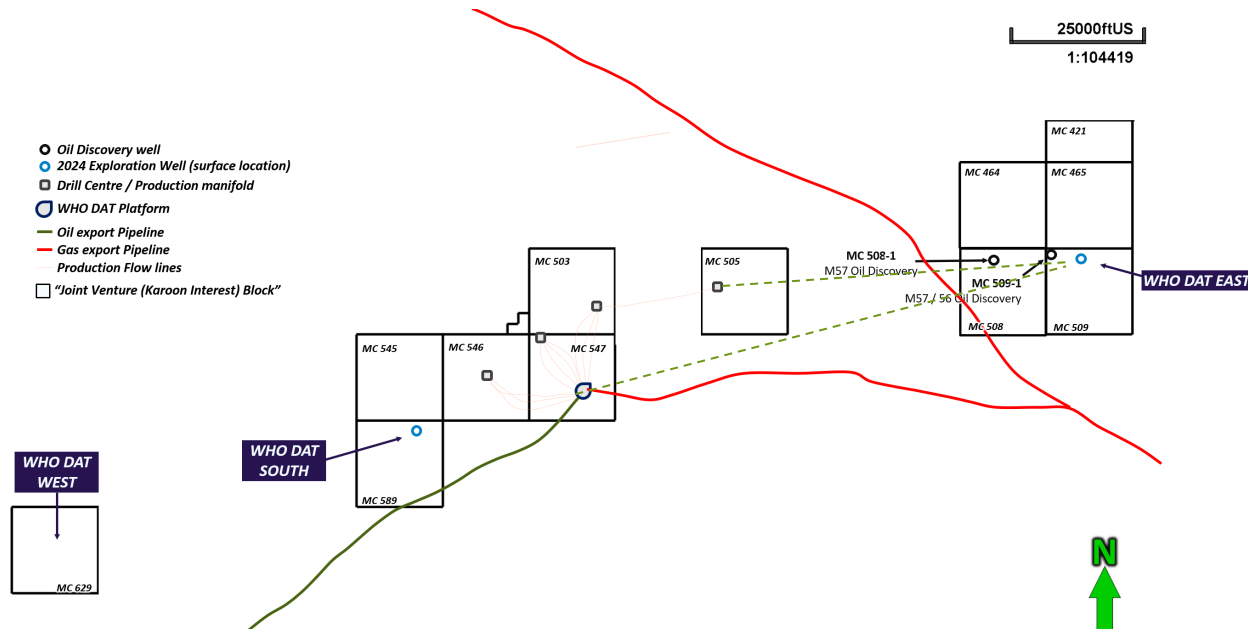 25000ftUS
1:104419
Oil Discovery well
2024 Exploration Well (surface location)
Drill Centre / Production manifold
WHO DAT Platform
Oil export Pipeline
Gas export Pipeline
Production Flow lines
"Joint Venture (Karoon Interest) Block"
MC 421
MC 464
MC 465
MC 503
MC 505
MC 508-1
M57 Oil Discovery
MC 509-1
M57 / 56 Oil Discovery
WHO DAT EAST
MC 508
MC 509
MC 545
MC 546
MC 547
WHO DAT
SOUTH
MC 589
WHO DAT
WEST
MC 629
N